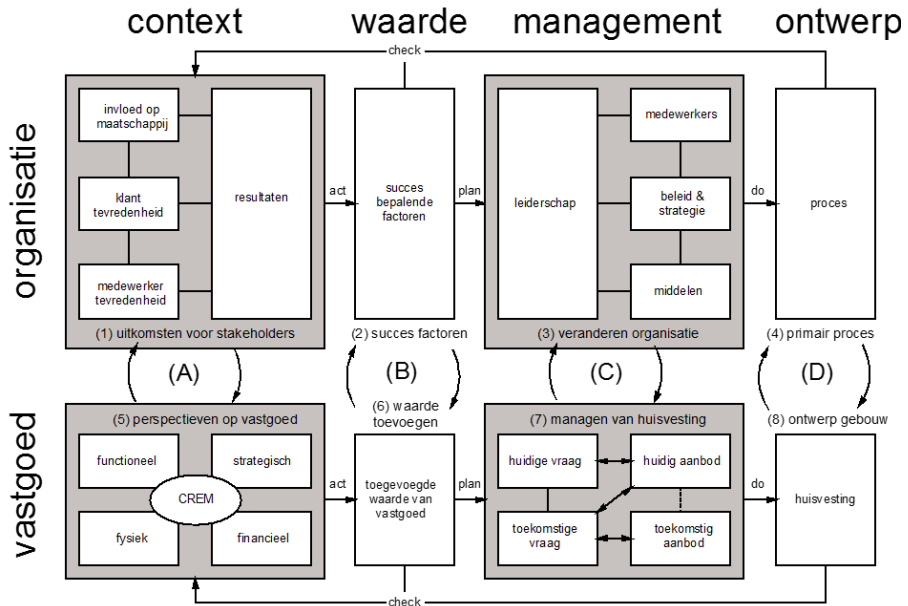 context waarde management ontwerp
check
organisatie
invloed op
maatschappij
klant
tevredenheid
medewerker
tevredenheid
resultaten
act
succes
bepalende
factoren
plan
leiderschap
medewerkers
beleid &
strategie
middelen
do
proces
(1) uitkomsten voor stakeholders
(2) succes factoren
(3) veranderen organisatie
(4) primair proces
(A)
(B)
(C)
(D)
vastgoed
(5) perspectieven op vastgoed
(6) waarde
toevoegen
(7) managen van huisvesting
(8) ontwerp gebouw
functioneel
strategisch
CREM
fysiek
financieel
act
toegevoegde
waarde van
vastgoed
plan
huidige vraag
huidig aanbod
toekomstige
vraag
toekomstig
aanbod
do
huisvesting
check